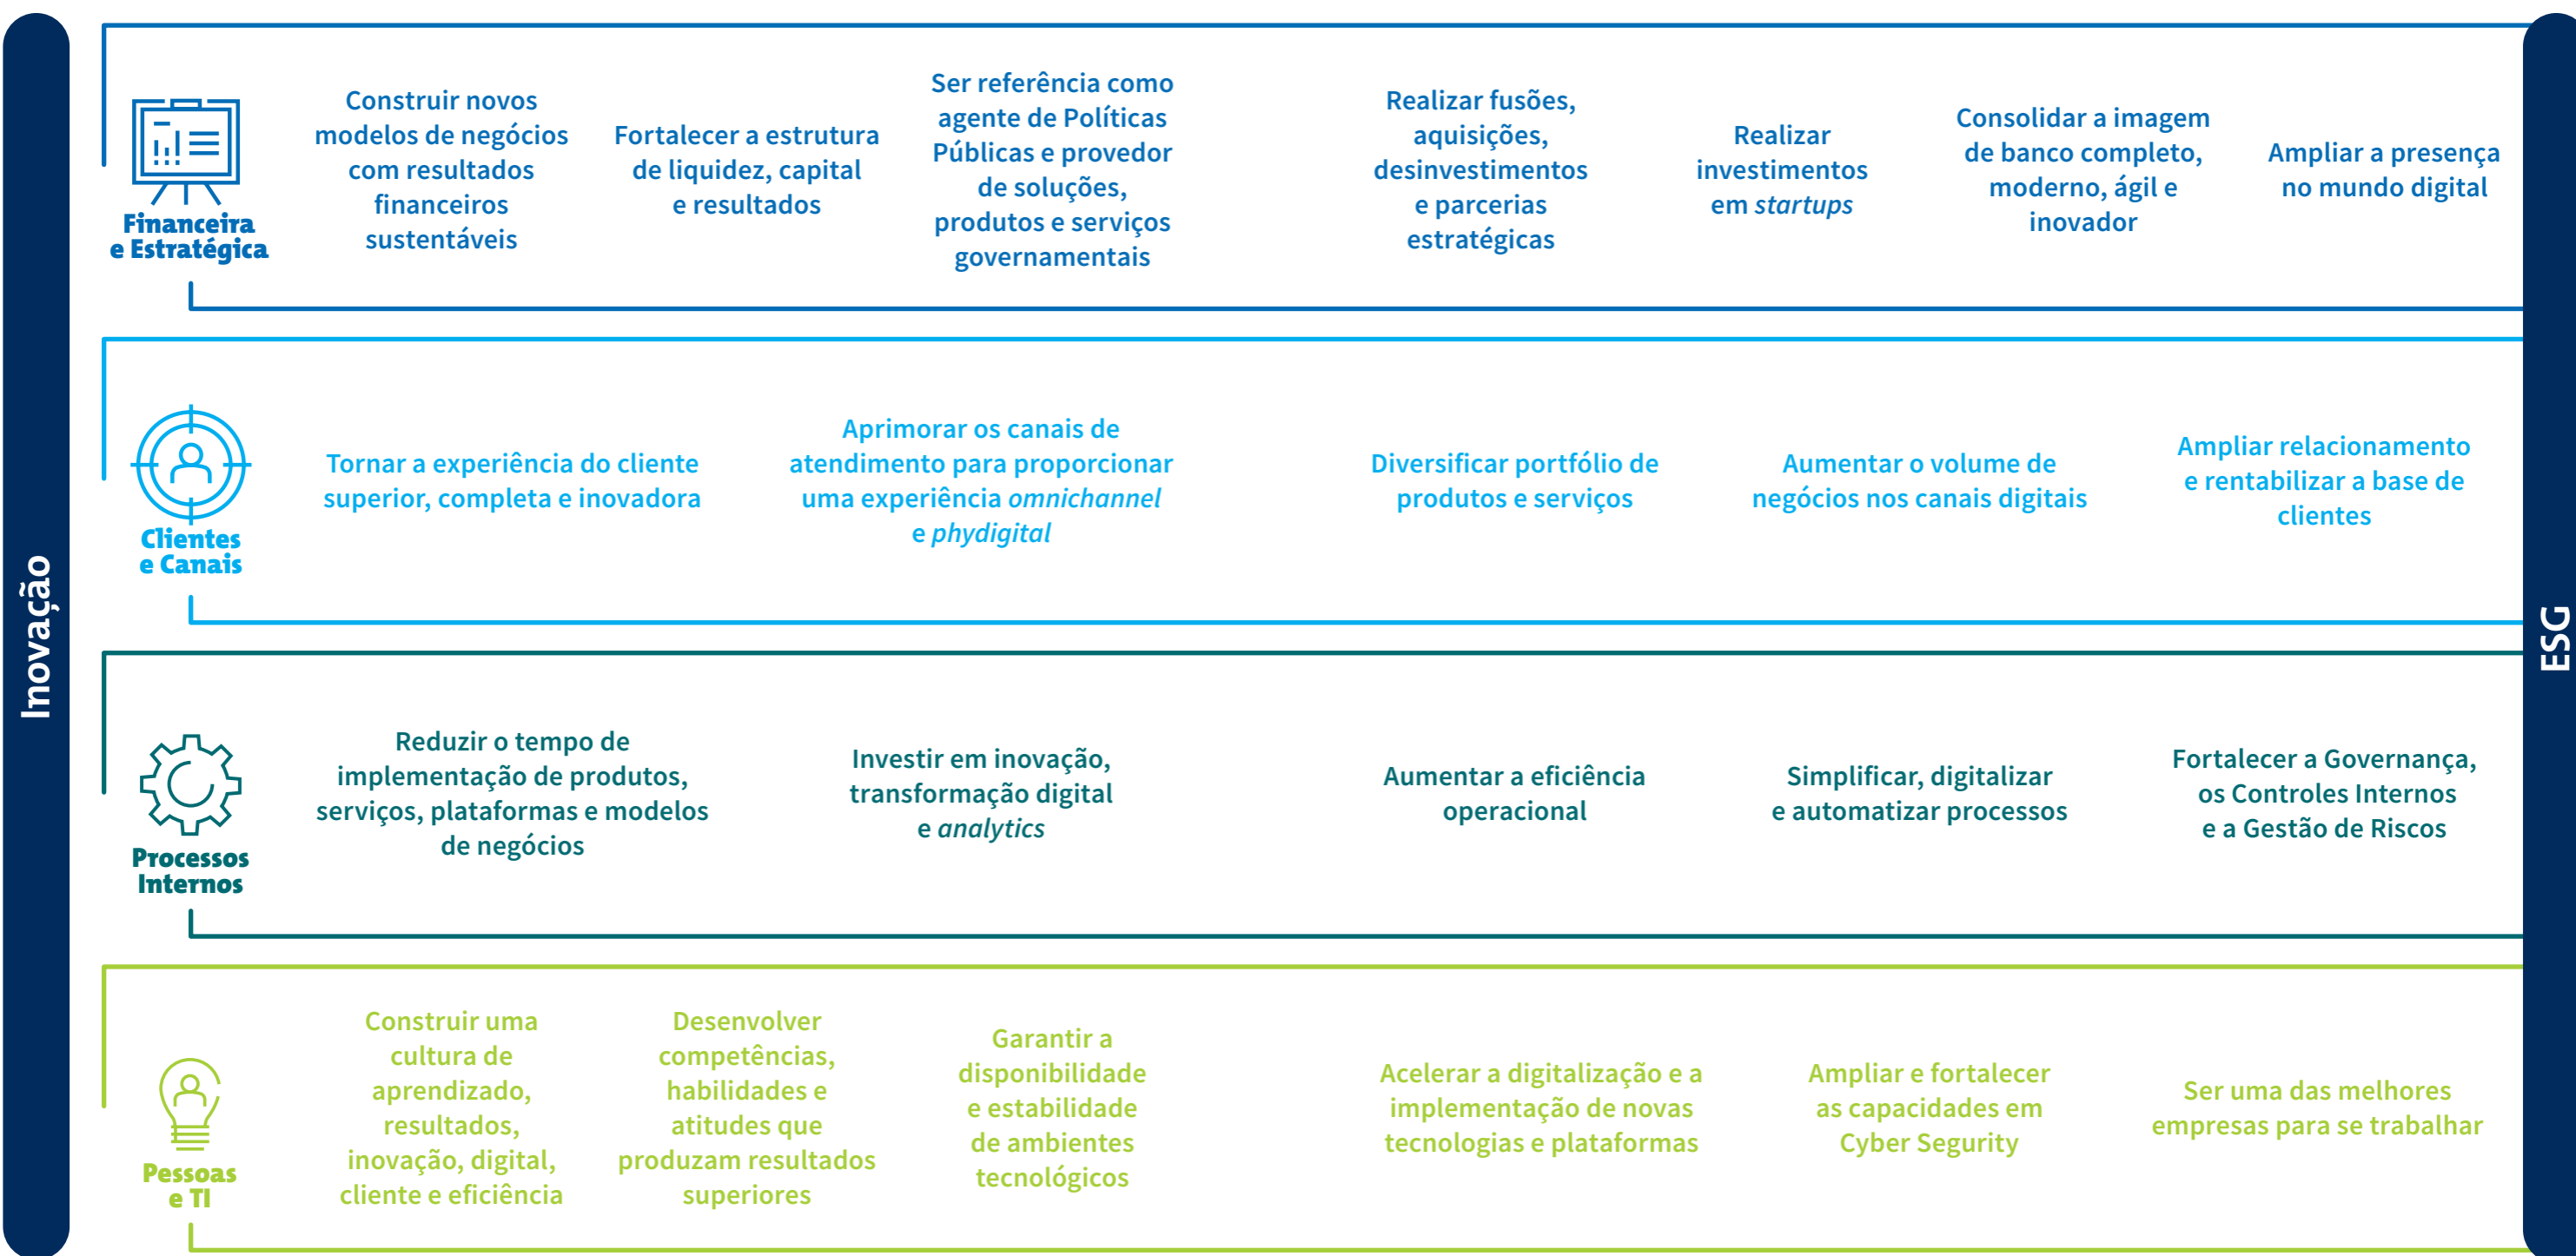 Inovação
Financeira
e Estratégica
Construir novos
modelos de negócios
com resultados
financeiros
sustentáveis
Fortalecer a estrutura
de liquidez, capital
e resultados
Ser referência como
agente de Políticas
Públicas e provedor
de soluções,
produtos e serviços
governamentais
Realizar fusões,
aquisições,
desinvestimentos
e parcerias
estratégicas
Realizar
investimentos
em startups
Consolidar a imagem
de banco completo,
moderno, ágil e
inovador
Ampliar a presença
no mundo digital
Clientes
e Canais
Tornar a experiência do cliente
superior, completa e inovadora
Aprimorar os canais de
atendimento para proporcionar
uma experiência omnichannel
e phydigital
Diversificar portfólio de
produtos e serviços
Aumentar o volume de
negócios nos canais digitais
Ampliar relacionamento
e rentabilizar a base de
clientes
Processos
Internos
Reduzir o tempo de
implementação de produtos,
serviços, plataformas e modelos
de negócios
Investir em inovação,
transformação digital
e analytics
Aumentar a eficiência
operacional
Simplificar, digitalizar
e automatizar processos
Fortalecer a Governança,
os Controles Internos
e a Gestão de Riscos
Pessoas
e TI
Construir uma
cultura de
aprendizado,
resultados,
inovação, digital,
cliente e eficiência
Desenvolver
competências,
habilidades e
atitudes que
produzam resultados
superiores
Garantir a
disponibilidade
e estabilidade
de ambientes
tecnológicos
Acelerar a digitalização e a
implementação de novas
tecnologias e plataformas
Ampliar e fortalecer
as capacidades em
Cyber Segurity
Ser uma das melhores
empresas para se trabalhar
ESG